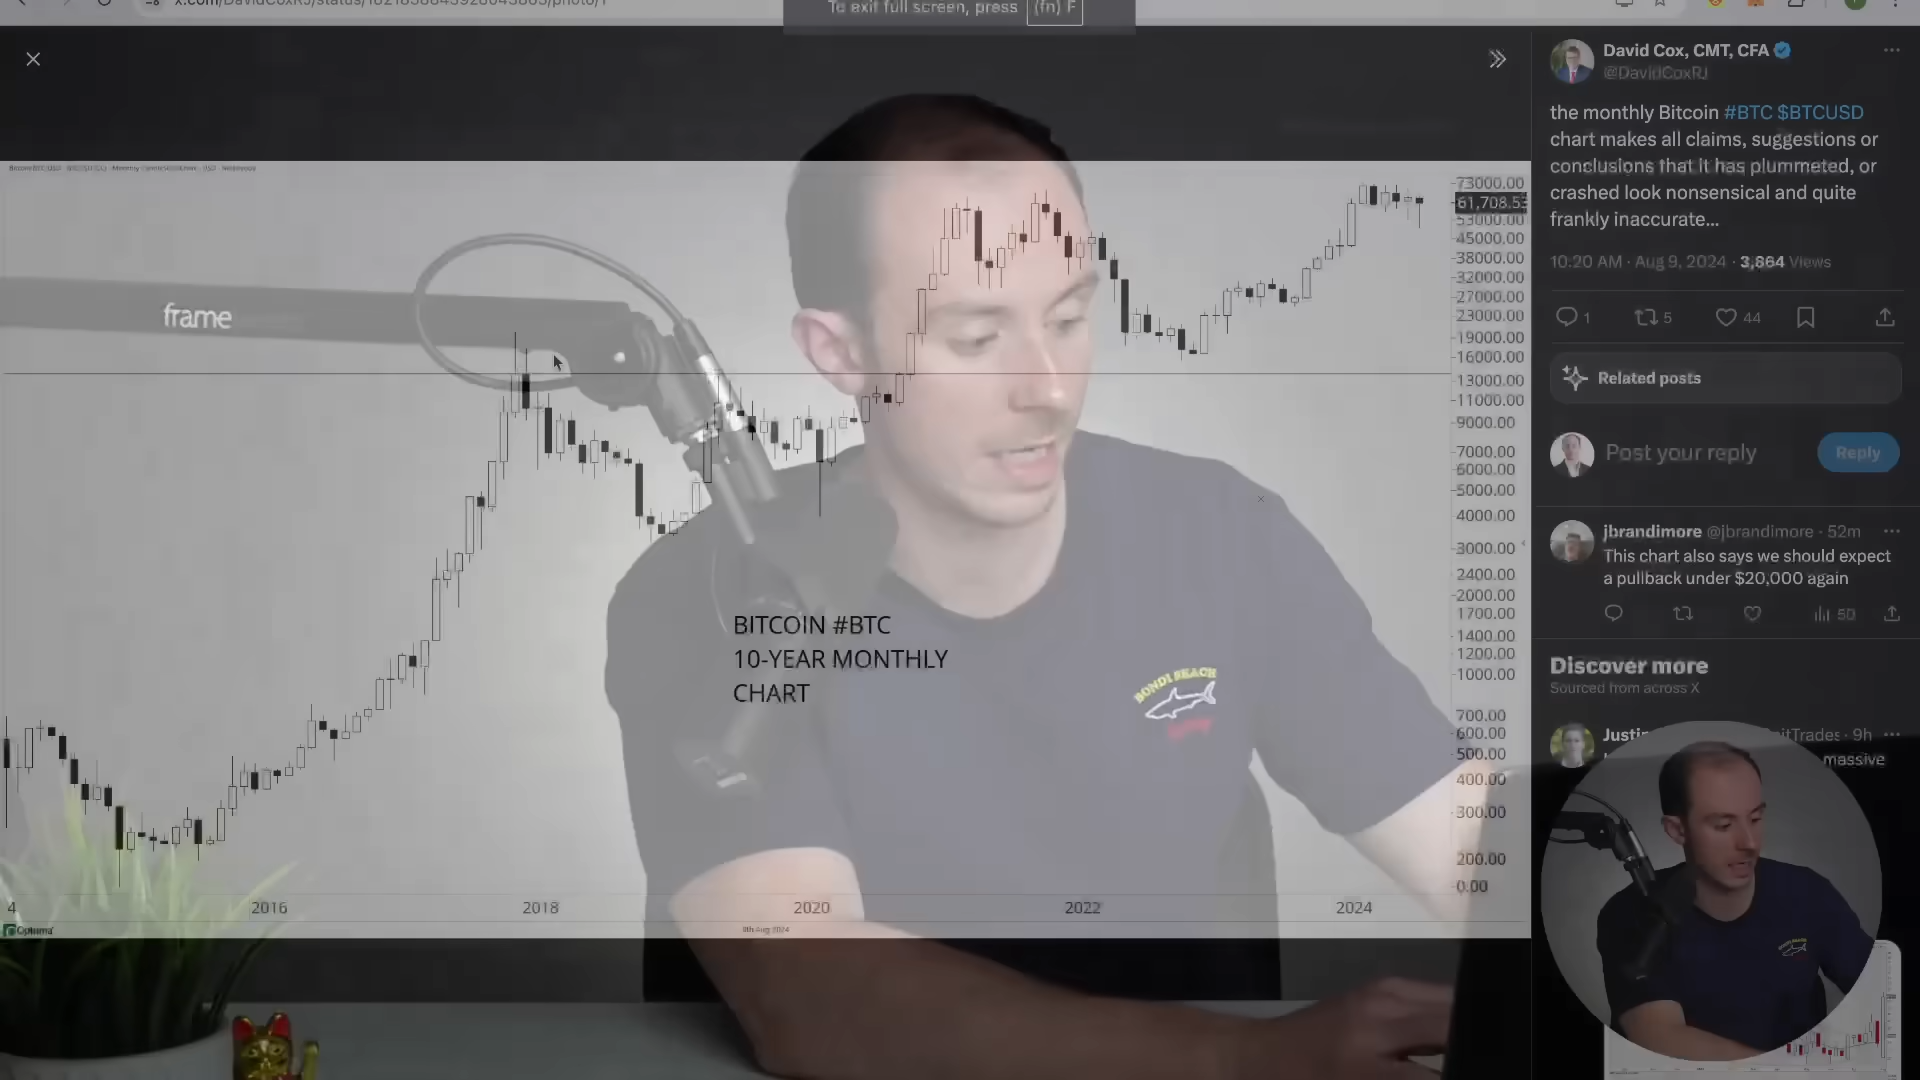 To exit full screen, press (fn) F
David Cox, CMT, CFA
@DavidCoxRJ
the monthly Bitcoin #BTC $BTCUSD
chart makes all claims, suggestions or
conclusions that it has plummeted, or
crashed look nonsensical and quite
frankly inaccurate...
10:20 AM · Aug 9, 2024 · 3,864 Views
1
5
44
Related posts
Post your reply
Reply
jbrandimore @jbrandimore · 52m
This chart also says we should expect
a pullback under $20,000 again
50
Discover more
Sourced from across X
9h
massive
frame
73000.00
61,708.53
53000.00
45000.00
38000.00
32000.00
27000.00
23000.00
19000.00
16000.00
13000.00
11000.00
9000.00
7000.00
6000.00
5000.00
4000.00
3000.00
2400.00
2000.00
1700.00
1400.00
1200.00
1000.00
700.00
600.00
500.00
400.00
300.00
200.00
0.00
BITCOIN #BTC
10-YEAR MONTHLY
CHART
BONDI BEACH
4
2016
2018
2020
2022
2024
Optuma
9th Aug 2024